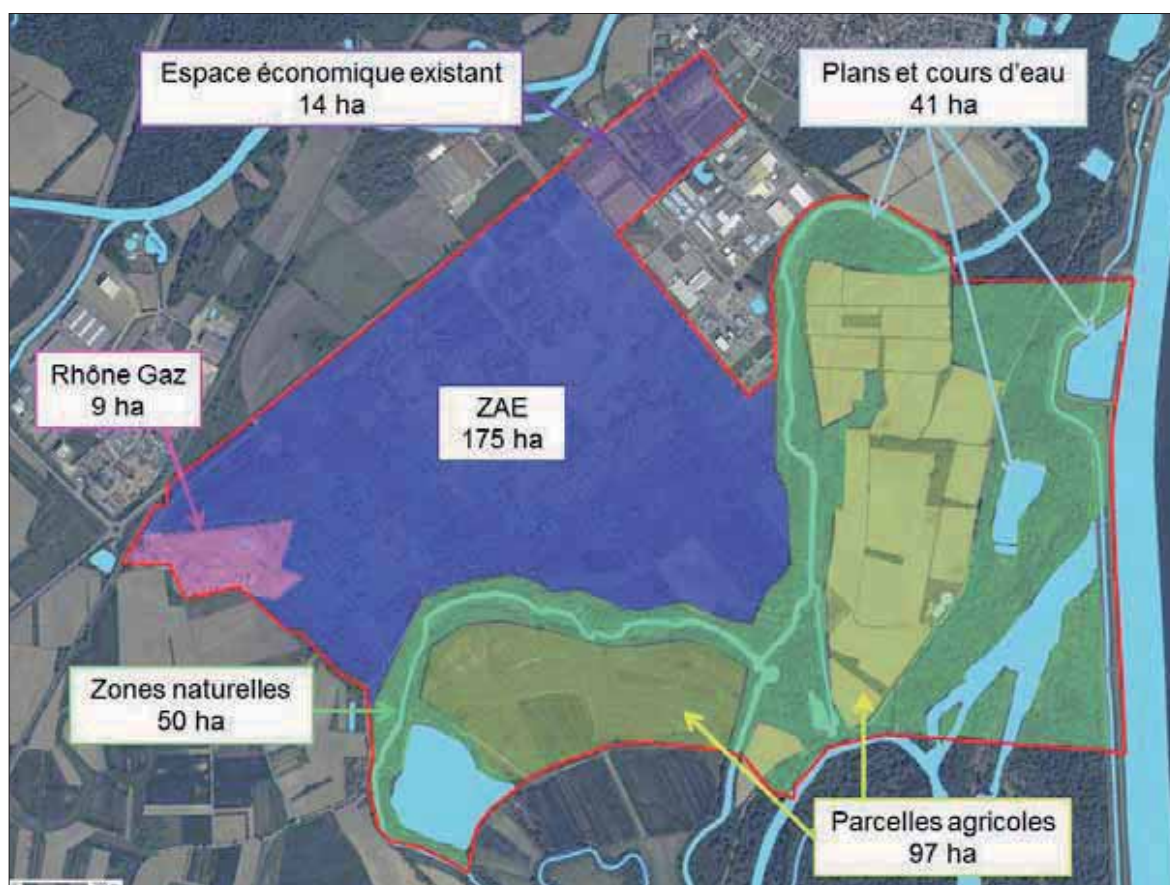 Espace économique existant
14 ha
Plans et cours d'eau
41 ha
Rhône Gaz
9 ha
ZAE
175 ha
Zones naturelles
50 ha
Parcelles agricoles
97 ha